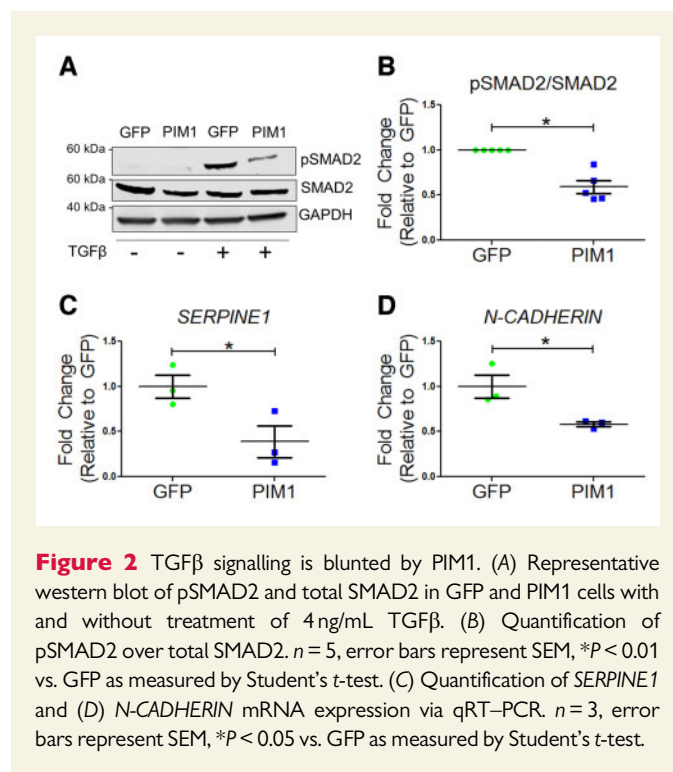 A
GFP PIM1 GFP PIM1
60 kDa
pSMAD2
60 kDa
SMAD2
40 kDa
GAPDH
TGFβ - - + +
B
pSMAD2/SMAD2
Fold Change
(Relative to GFP)
1.5
1.0
0.5
0.0
*
GFP PIM1
C
SERPINE1
Fold Change
(Relative to GFP)
1.5
1.0
0.5
0.0
*
GFP PIM1
D
N-CADHERIN
Fold Change
(Relative to GFP)
1.5
1.0
0.5
0.0
*
GFP PIM1
Figure 2 TGFβ signalling is blunted by PIM1. (A) Representative
western blot of pSMAD2 and total SMAD2 in GFP and PIM1 cells with
and without treatment of 4 ng/mL TGFβ. (B) Quantification of
pSMAD2 over total SMAD2. n = 5, error bars represent SEM, *P < 0.01
vs. GFP as measured by Student’s t-test. (C) Quantification of SERPINE1
and (D) N-CADHERIN mRNA expression via qRT–PCR. n = 3, error
bars represent SEM, *P < 0.05 vs. GFP as measured by Student’s t-test.